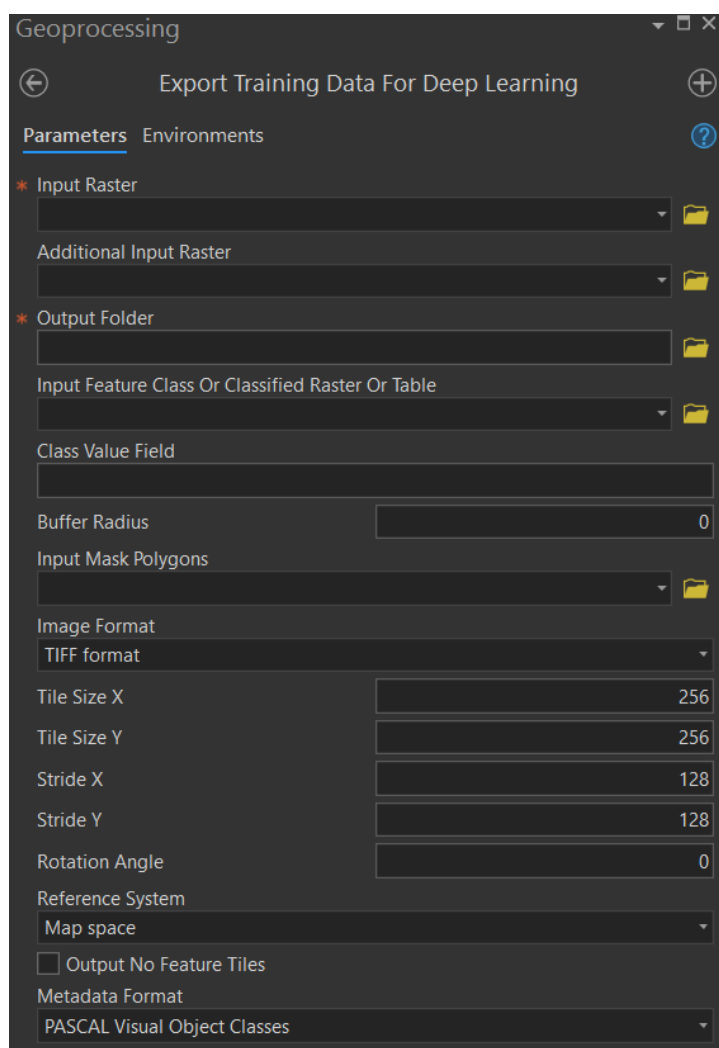 Geoprocessing
Export Training Data For Deep Learning
Parameters Environments ?
* Input Raster
Additional Input Raster
* Output Folder
Input Feature Class Or Classified Raster Or Table
Class Value Field
Buffer Radius 0
Input Mask Polygons
Image Format
TIFF format
Tile Size X 256
Tile Size Y 256
Stride X 128
Stride Y 128
Rotation Angle 0
Reference System
Map space
Output No Feature Tiles
Metadata Format
PASCAL Visual Object Classes